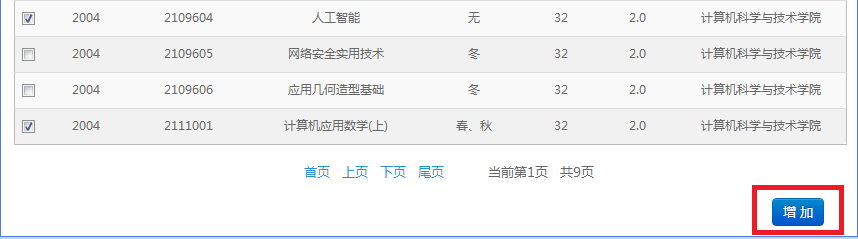 2004 2109604 人工智能 无 32 2.0 计算机科学与技术学院
2004 2109605 网络安全实用技术 冬 32 2.0 计算机科学与技术学院
2004 2109606 应用几何造型基础 冬 32 2.0 计算机科学与技术学院
2004 2111001 计算机应用数学(上) 春、秋 32 2.0 计算机科学与技术学院
首页 上页 下页 尾页 当前第1页 共9页
增 加